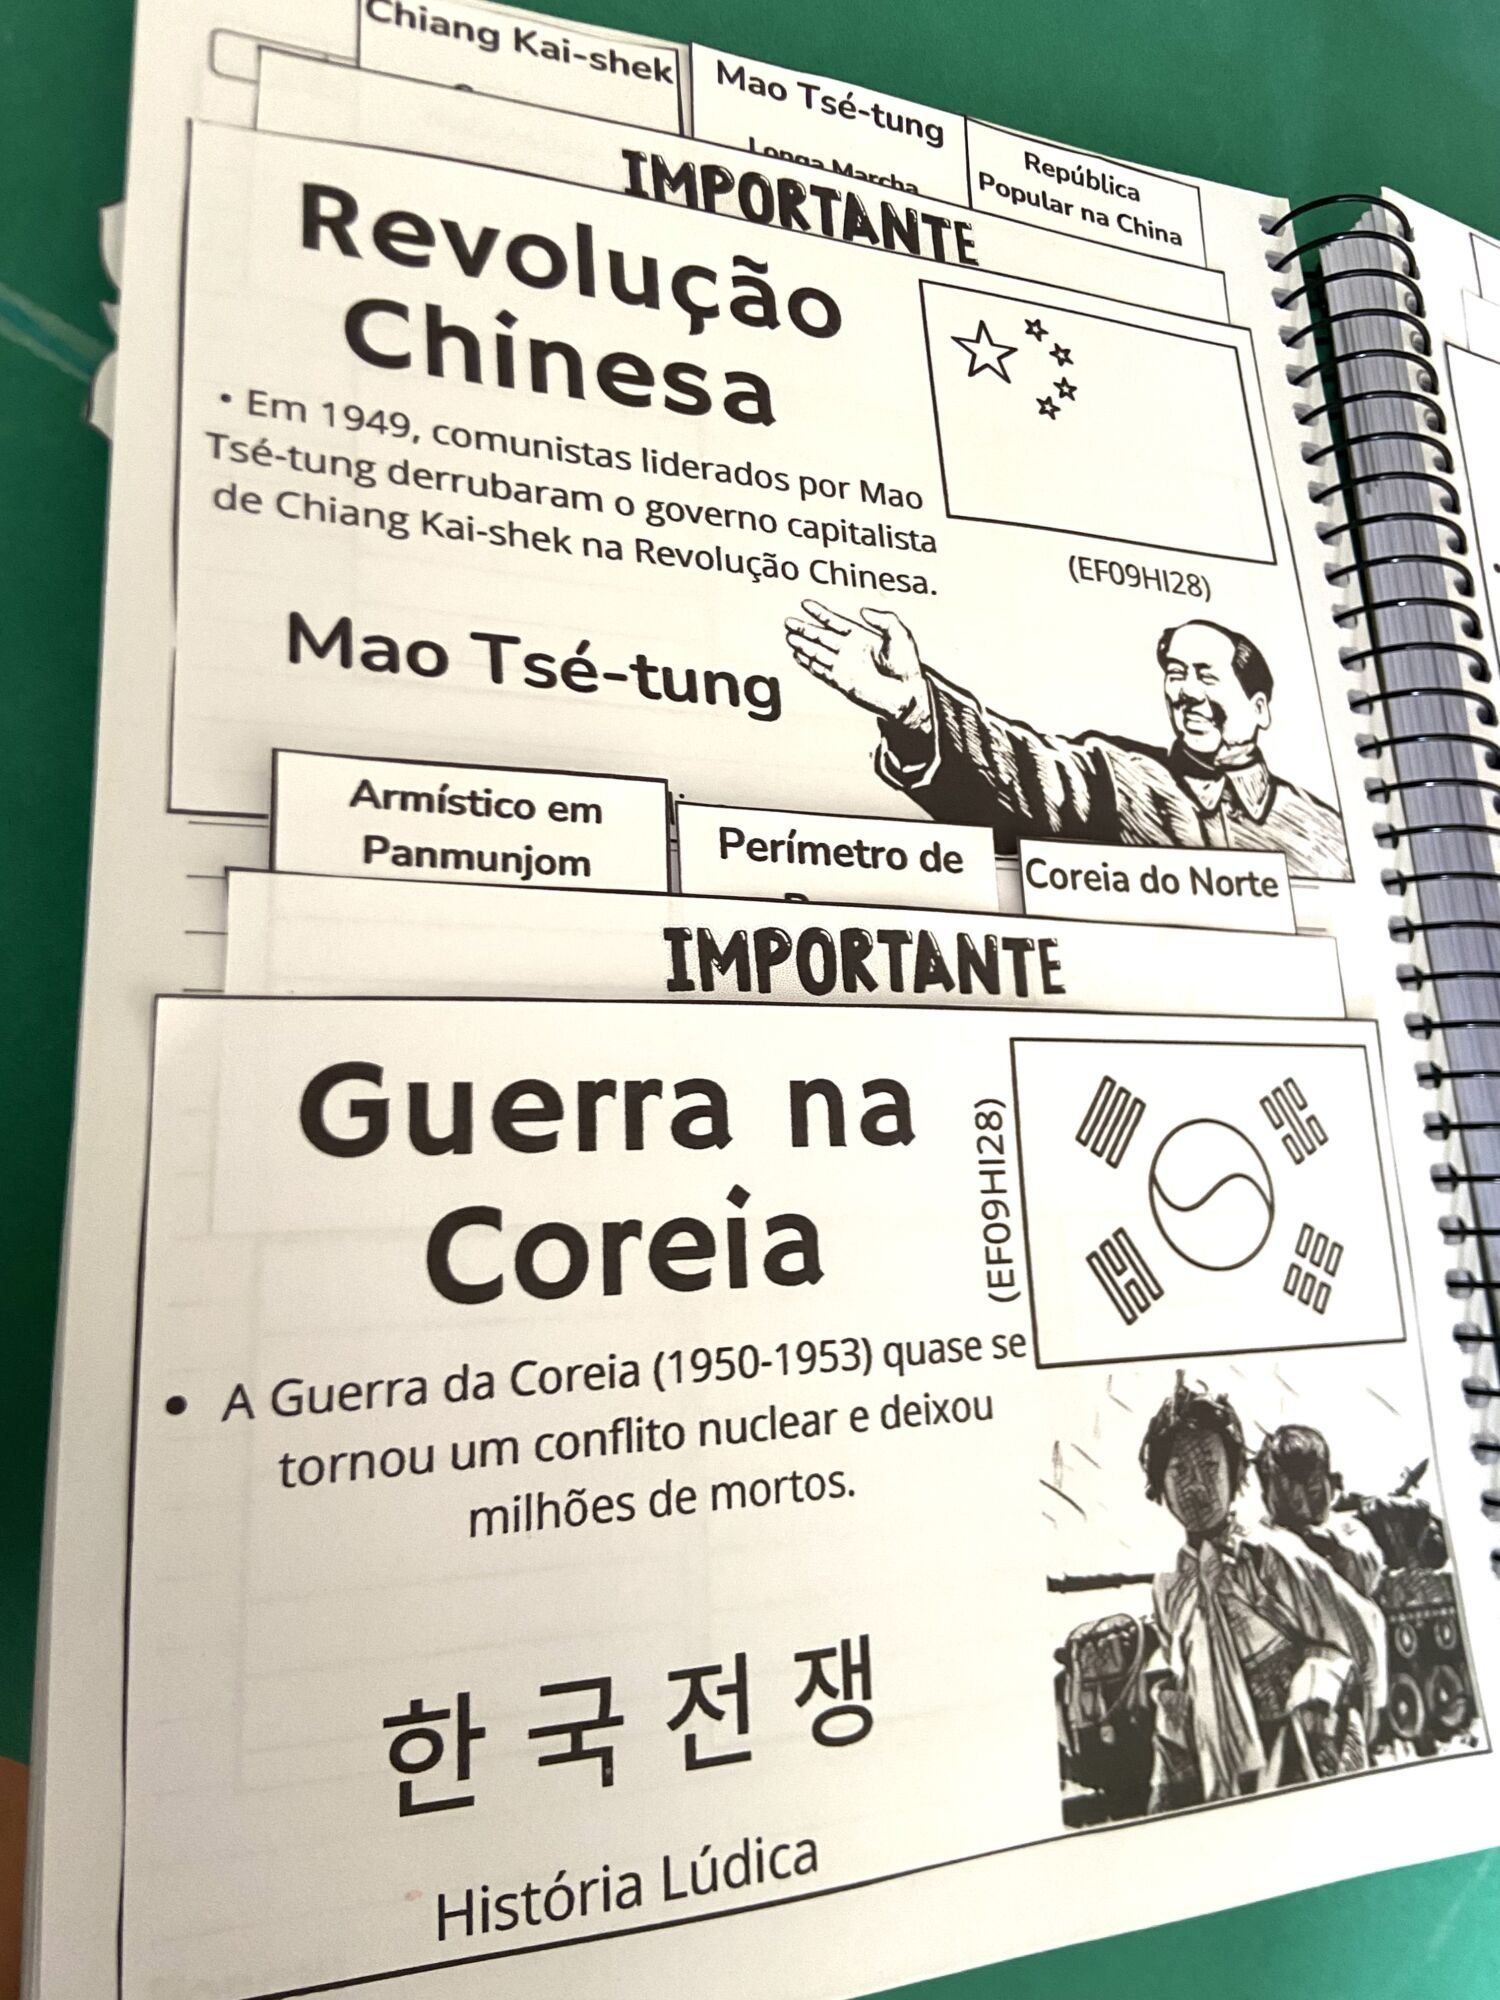 Chiang Kai-shek
Mao Tsé-tung
Longa Marcha
República
Popular na China
IMPORTANTE
Revolução
Chinesa
• Em 1949, comunistas liderados por Mao
Tsé-tung derrubaram o governo capitalista
de Chiang Kai-shek na Revolução Chinesa.
(EF09HI28)
Mao Tsé-tung
Armístico em
Panmunjom
Perímetro de
Coreia do Norte
IMPORTANTE
Guerra na
Coreia
(EF09HI28)
• A Guerra da Coreia (1950-1953) quase se
tornou um conflito nuclear e deixou
milhões de mortos.
한국전쟁
História Lúdica